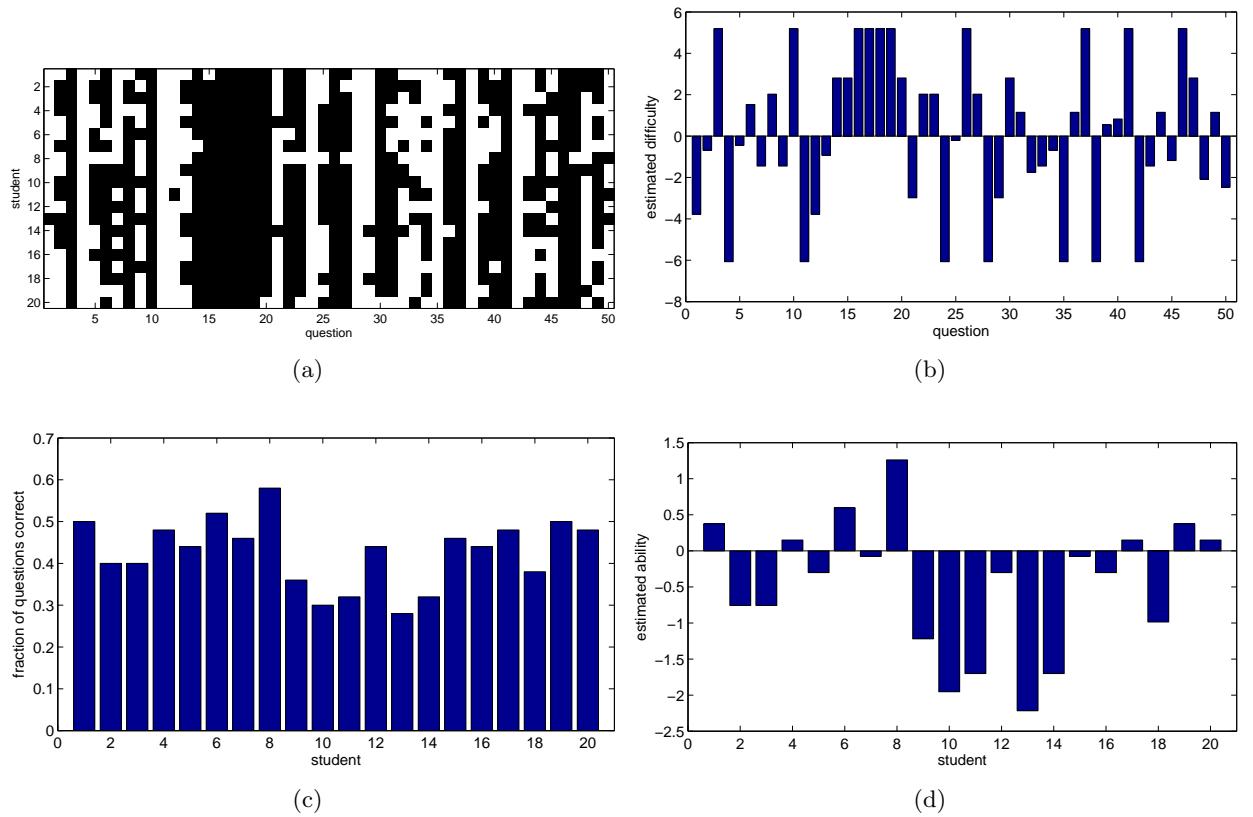 2
4
6
8
10
12
14
16
18
20
student
5 10 15 20 25 30 35 40 45 50
question
(a)
6
4
2
0
−2
−4
−6
−8
estimated difficulty
0 5 10 15 20 25 30 35 40 45 50
question
(b)
0.7
0.6
0.5
0.4
0.3
0.2
0.1
0
fraction of questions correct
0 2 4 6 8 10 12 14 16 18 20
student
(c)
1.5
1
0.5
0
−0.5
−1
−1.5
−2
−2.5
estimated ability
0 2 4 6 8 10 12 14 16 18 20
student
(d)